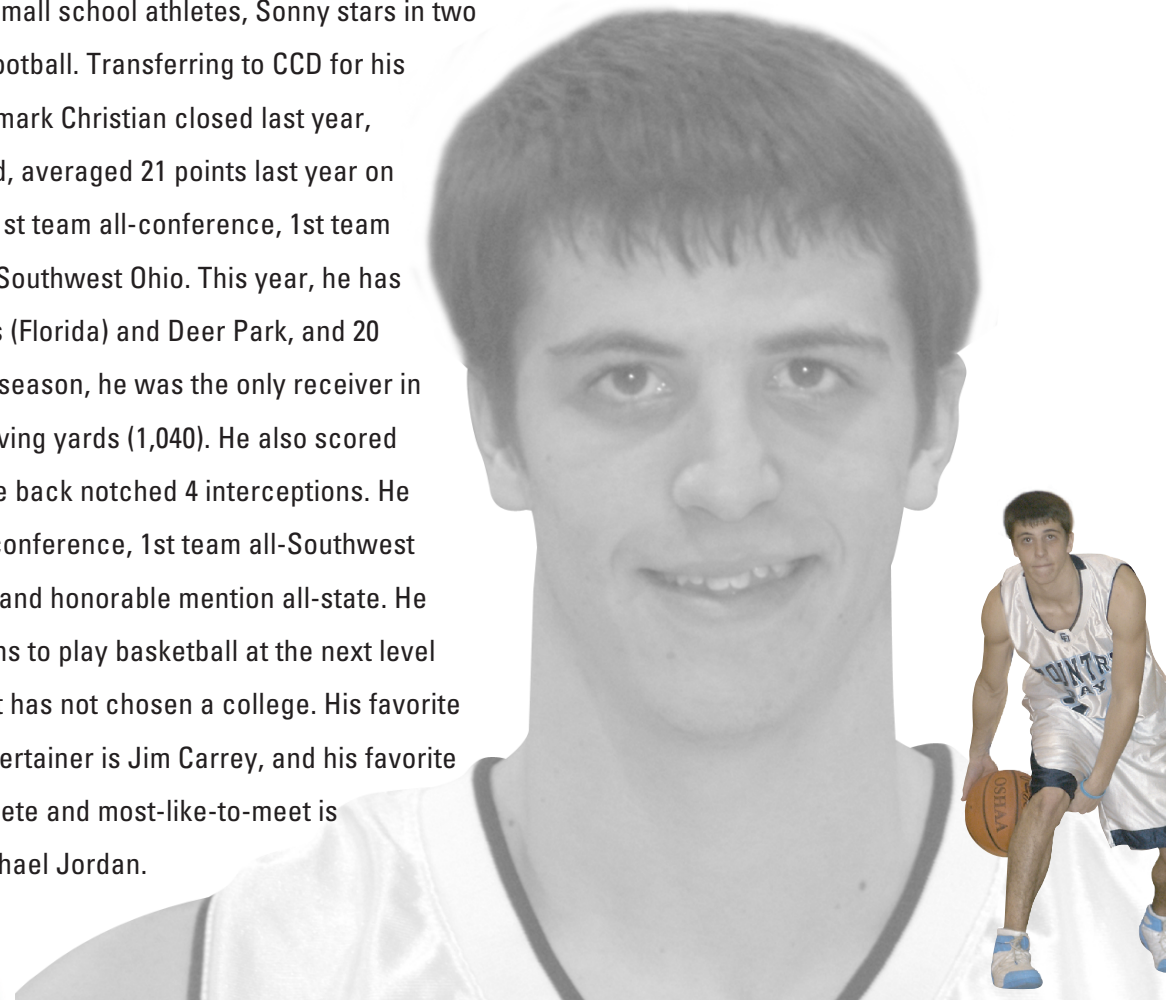 mall school athletes, Sonny stars in two
ootball. Transferring to CCD for his
mark Christian closed last year,
d, averaged 21 points last year on
st team all-conference, 1st team
Southwest Ohio. This year, he has
s (Florida) and Deer Park, and 20
season, he was the only receiver in
ving yards (1,040). He also scored
e back notched 4 interceptions. He
conference, 1st team all-Southwest
and honorable mention all-state. He
ns to play basketball at the next level
t has not chosen a college. His favorite
ertainer is Jim Carrey, and his favorite
ete and most-like-to-meet is
hael Jordan.
OUNTR
DAY
OSHAA